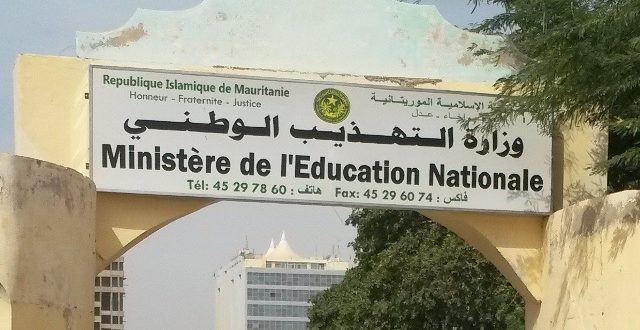 Republique Islamique de Mauritanie
الإسلامية الموريتانية
Honneur - Fraternite - Justice
إخاء - عدل
وزارة التهذيب الوطني
Ministère de l'Education Nationale
Tél: 45 29 78 60 : هاتف Fax: 45 29 60 74 : فاكس